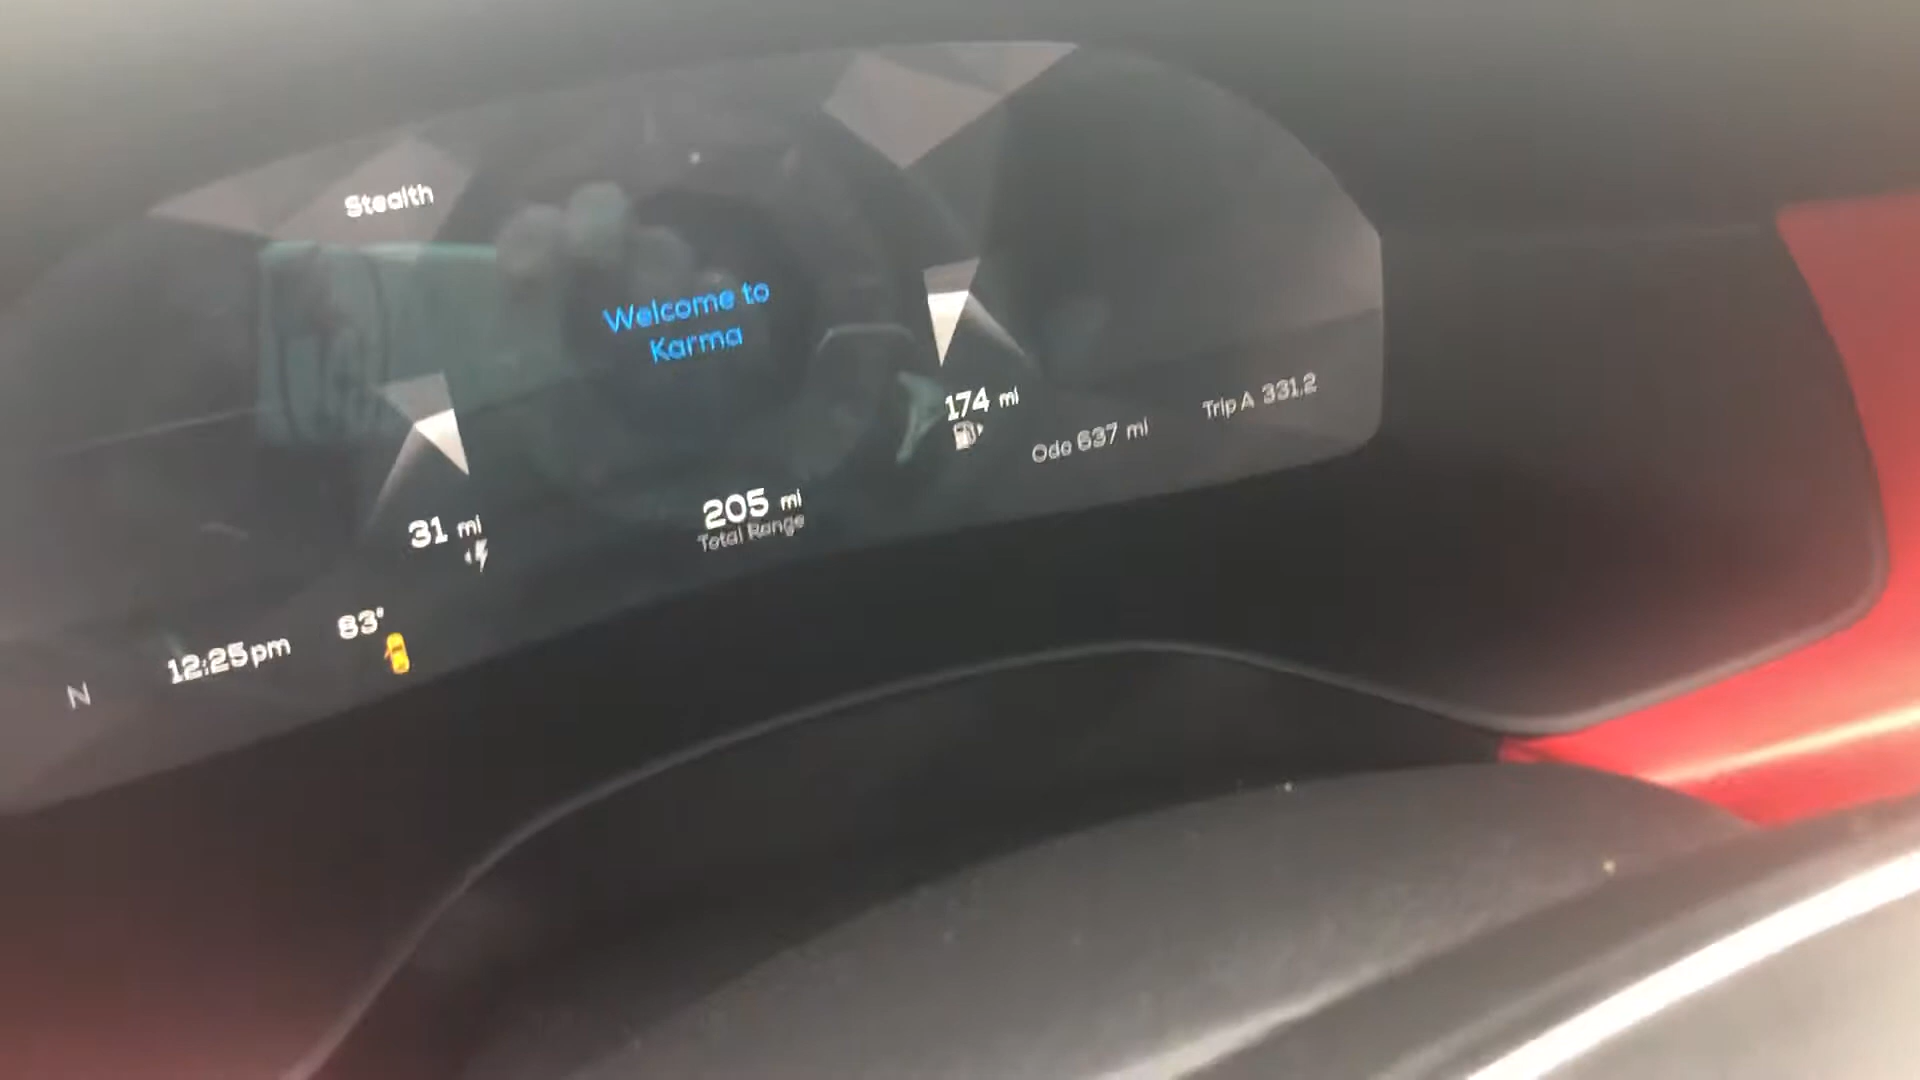 Stealth
Welcome to
Karma
174 mi
Odo 637 mi
Trip A 331.2
31 mi
205 mi
Total Range
N
12:25pm
83°